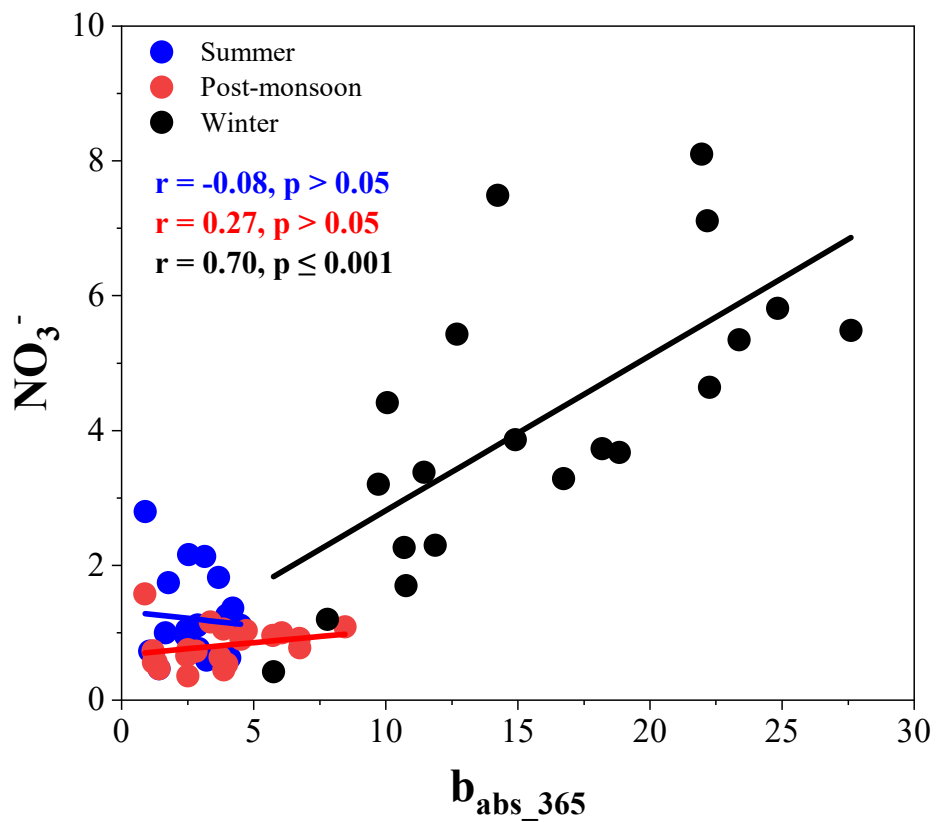 10
8
6
4
2
0
NO₃⁻
Summer
Post-monsoon
Winter
r = -0.08, p > 0.05
r = 0.27, p > 0.05
r = 0.70, p ≤ 0.001
0 5 10 15 20 25 30
b_abs_365